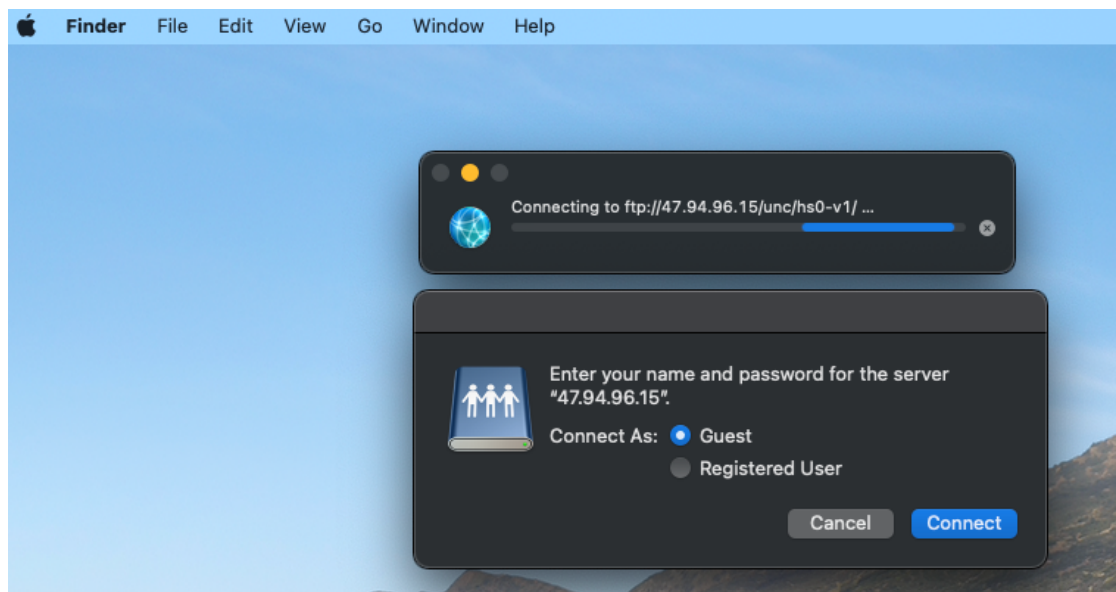 Finder File Edit View Go Window Help
Connecting to ftp://47.94.96.15/unc/hs0-v1/ ...
Enter your name and password for the server
“47.94.96.15”.
Connect As: Guest
Registered User
Cancel Connect